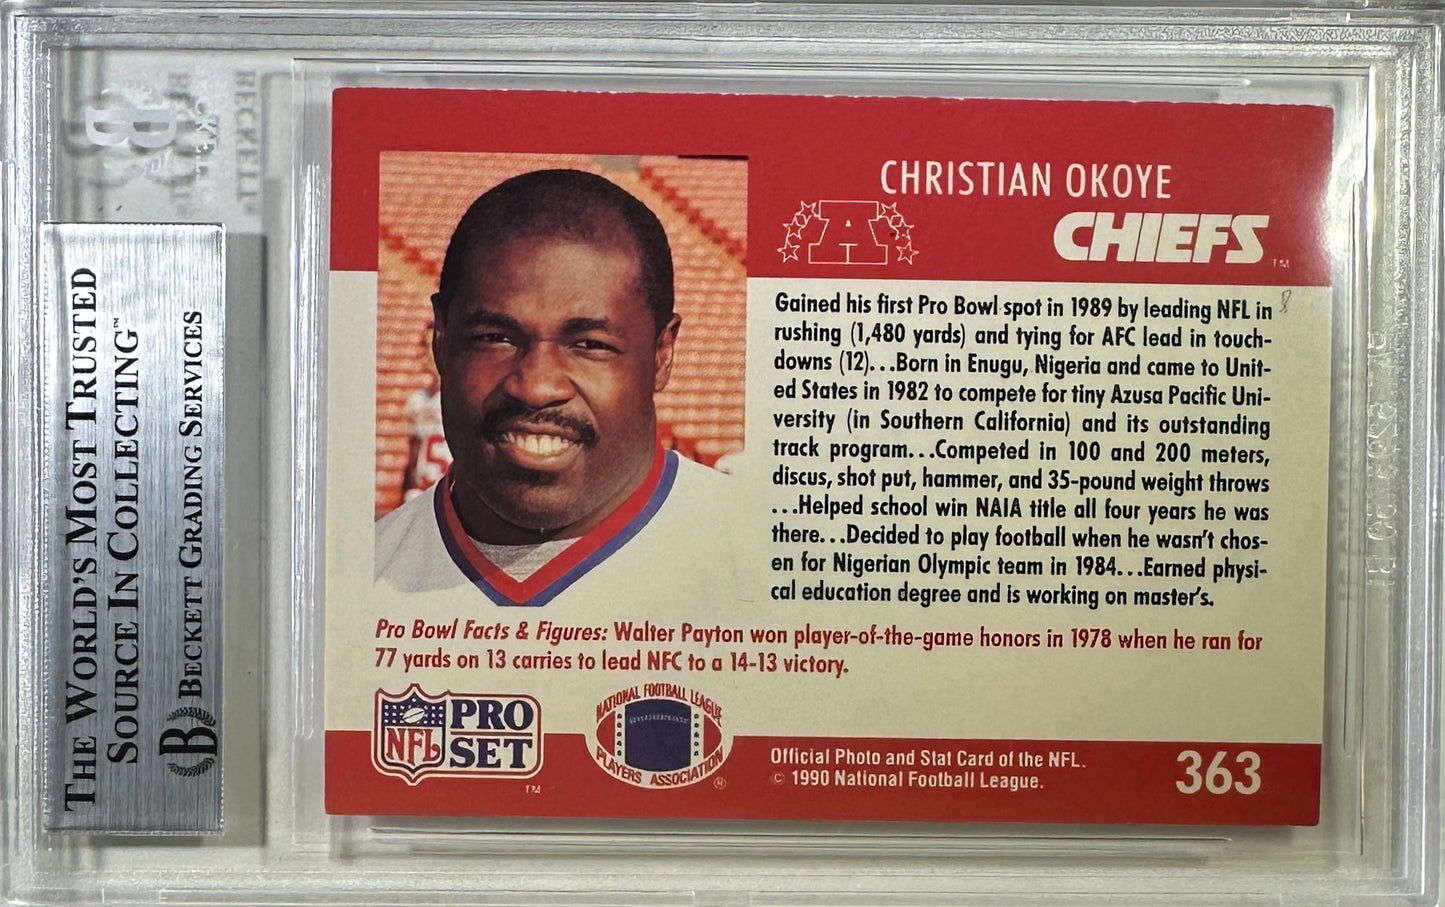 THE WORLD'S MOST TRUSTED
SOURCE IN COLLECTING™
BECKETT GRADING SERVICES
B
BECKETT
CHRISTIAN OKOYE
A
CHIEFS
TM
Gained his first Pro Bowl spot in 1989 by leading NFL in
rushing (1,480 yards) and tying for AFC lead in touch-
downs (12)...Born in Enugu, Nigeria and came to Unit-
ed States in 1982 to compete for tiny Azusa Pacific Uni-
versity (in Southern California) and its outstanding
track program...Competed in 100 and 200 meters,
discus, shot put, hammer, and 35-pound weight throws
...Helped school win NAIA title all four years he was
there...Decided to play football when he wasn't chos-
en for Nigerian Olympic team in 1984...Earned physi-
cal education degree and is working on master's.
Pro Bowl Facts & Figures: Walter Payton won player-of-the-game honors in 1978 when he ran for
77 yards on 13 carries to lead NFC to a 14-13 victory.
NFL
PRO
SET
TM
NATIONAL FOOTBALL LEAGUE
PLAYERS ASSOCIATION
Official Photo and Stat Card of the NFL.
© 1990 National Football League.
363